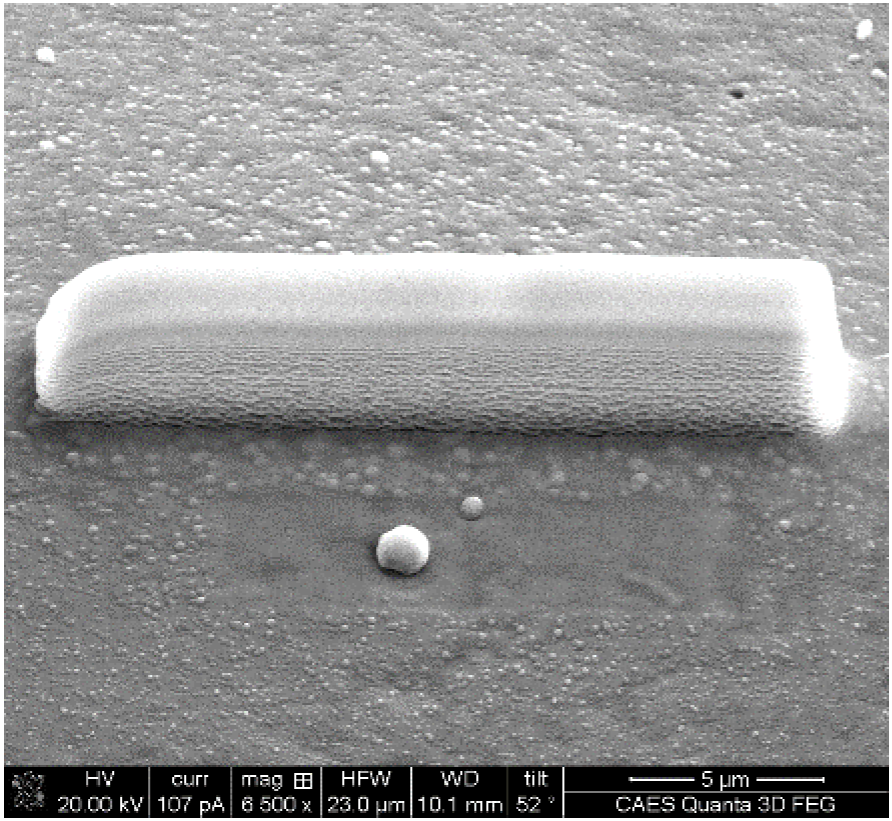 HV curr mag HFW WD tilt 5 µm
20.00 kV 107 pA 6 500 x 23.0 µm 10.1 mm 52 ° CAES Quanta 3D FEG